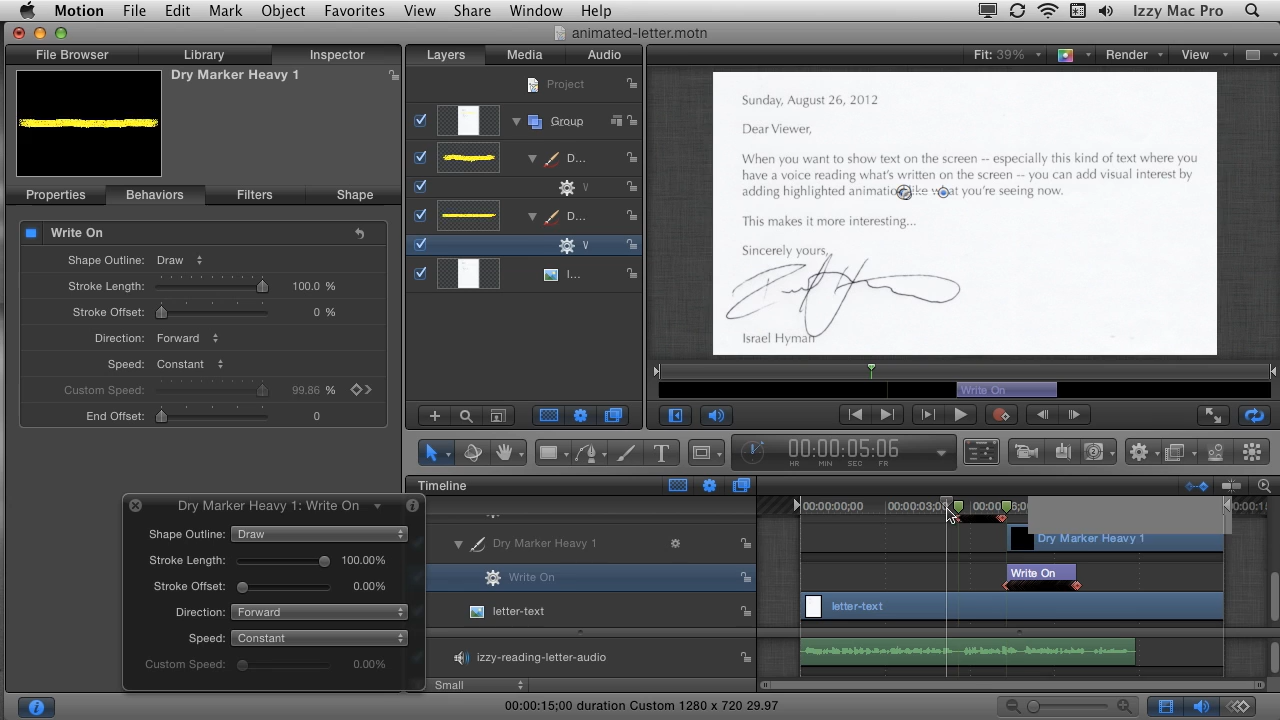 Motion File Edit Mark Object Favorites View Share Window Help Izzy Mac Pro
animated-letter.motn
File Browser Library Inspector Layers Media Audio Fit: 39% Render View
Dry Marker Heavy 1
Project
Group
D...
V
D...
V
I...
Properties Behaviors Filters Shape
Write On
Shape Outline: Draw
Stroke Length: 100.0 %
Stroke Offset: 0 %
Direction: Forward
Speed: Constant
Custom Speed: 99.86 %
End Offset: 0
Sunday, August 26, 2012
Dear Viewer,
When you want to show text on the screen -- especially this kind of text where you
have a voice reading what's written on the screen -- you can add visual interest by
adding highlighted like what you're seeing now.
This makes it more interesting...
Sincerely yours,
Israel Hyman
Write On
00:00:05:06
HR MIN SEC FR
Timeline
00:00:00;00 00:00:03;0
Dry Marker Heavy 1: Write On
Shape Outline: Draw
Stroke Length: 100.00%
Stroke Offset: 0.00%
Direction: Forward
Speed: Constant
Custom Speed: 0.00%
Dry Marker Heavy 1 Dry Marker Heavy 1
Write On Write On
letter-text letter-text
izzy-reading-letter-audio
Small
00:00:15;00 duration Custom 1280 x 720 29.97